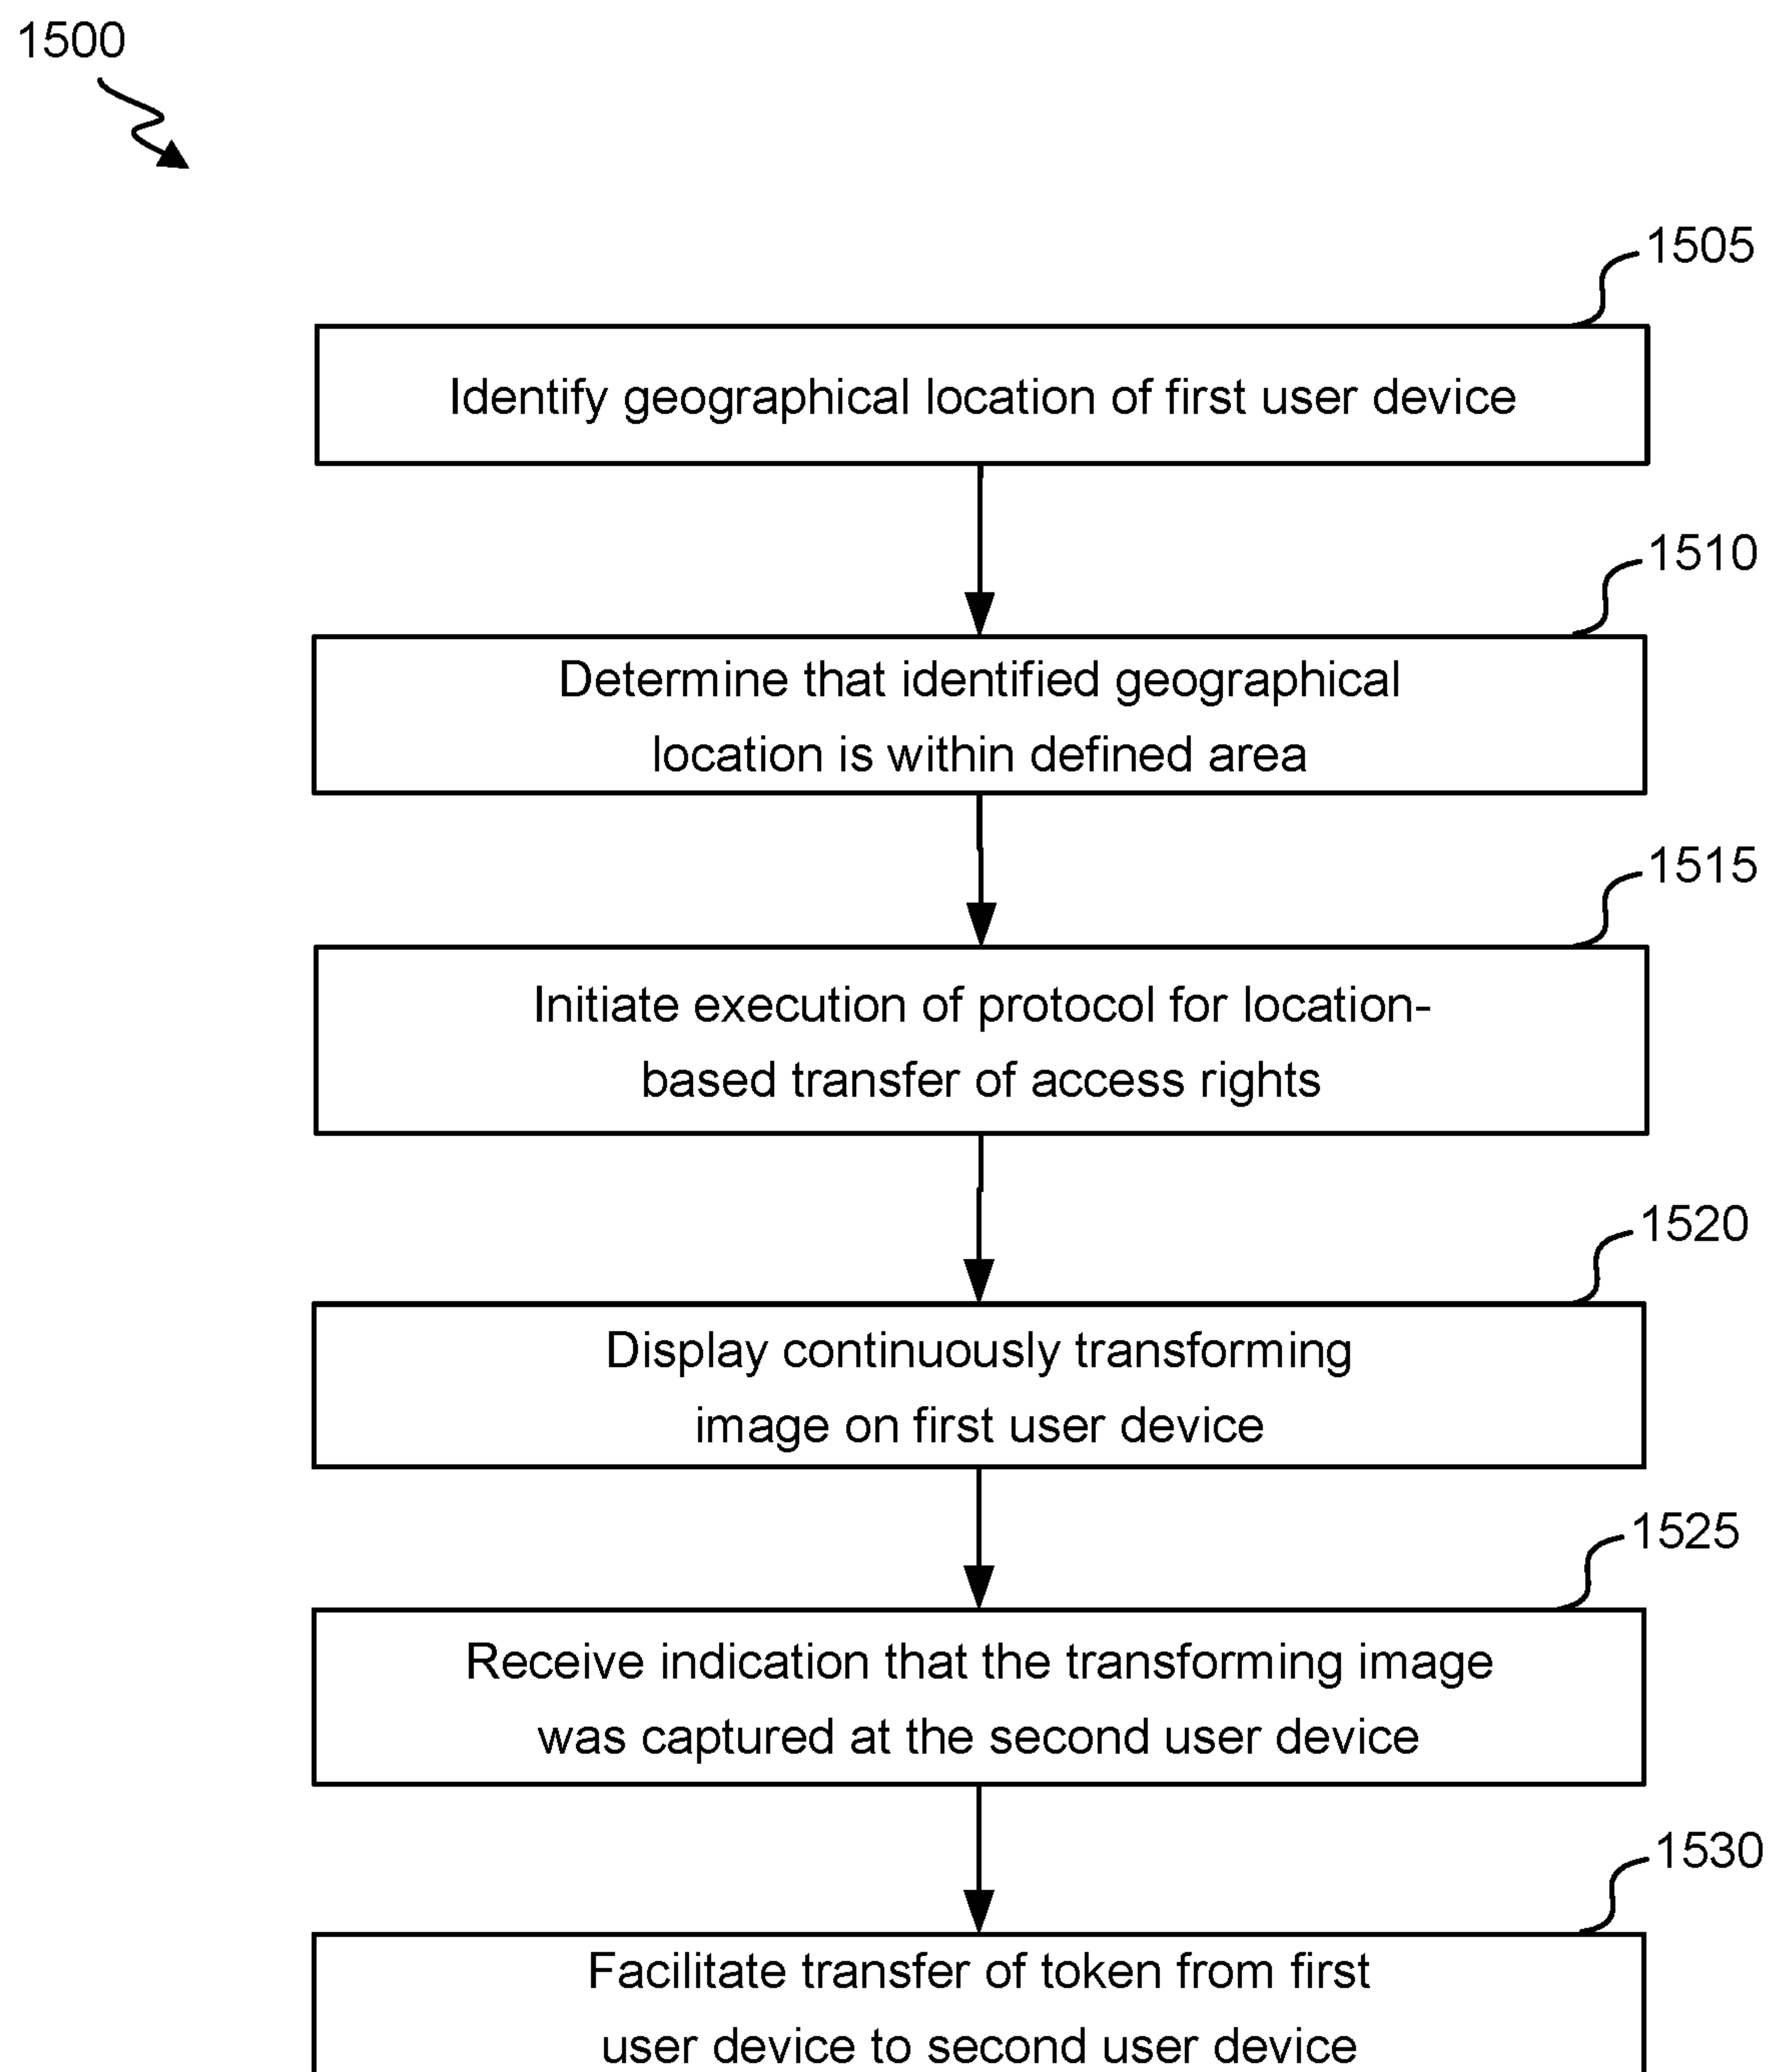 1500
1505
Identify geographical location of first user device
1510
Determine that identified geographical
location is within defined area
1515
Initiate execution of protocol for location-
based transfer of access rights
1520
Display continuously transforming
image on first user device
1525
Receive indication that the transforming image
was captured at the second user device
1530
Facilitate transfer of token from first
user device to second user device